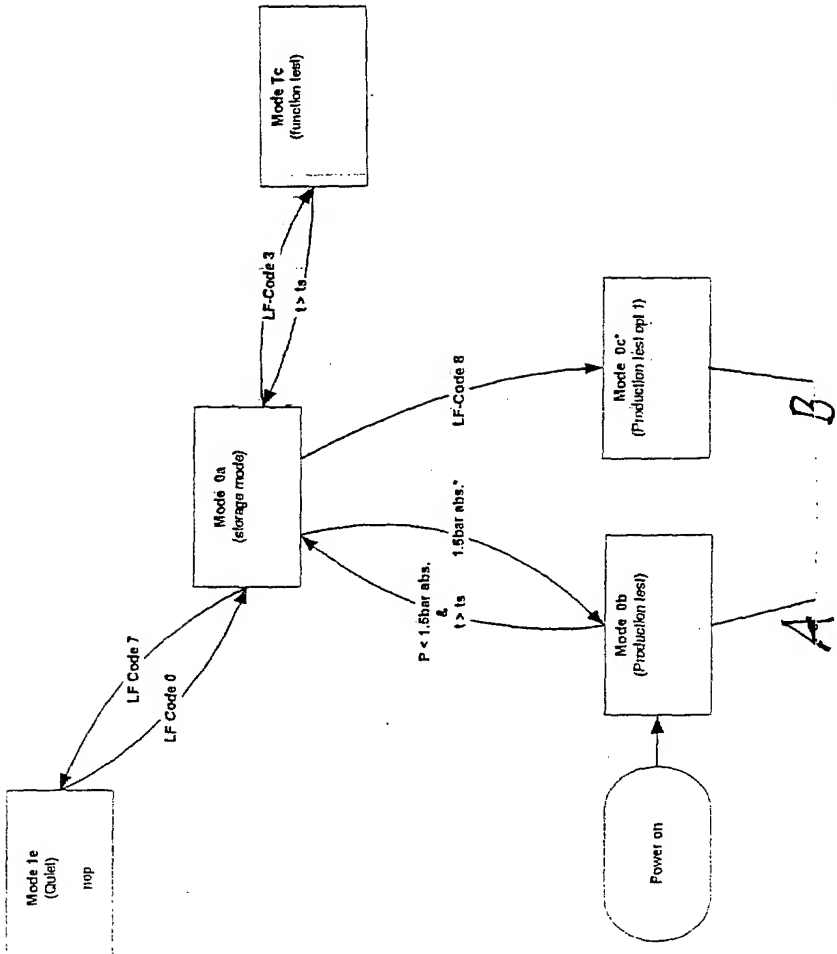 Mode 1e
(Quiet)
nop
LF Code 7
LF Code 0
Mode 0a
(storage mode)
LF-Code 3
t > ts
Mode Tc
(function test)
P < 1.5bar abs.
&
t > ts
1.5bar abs.*
LF-Code 8
Power on
Mode 0b
(Production test)
Mode 0c*
(Production test opt 1)
A
B